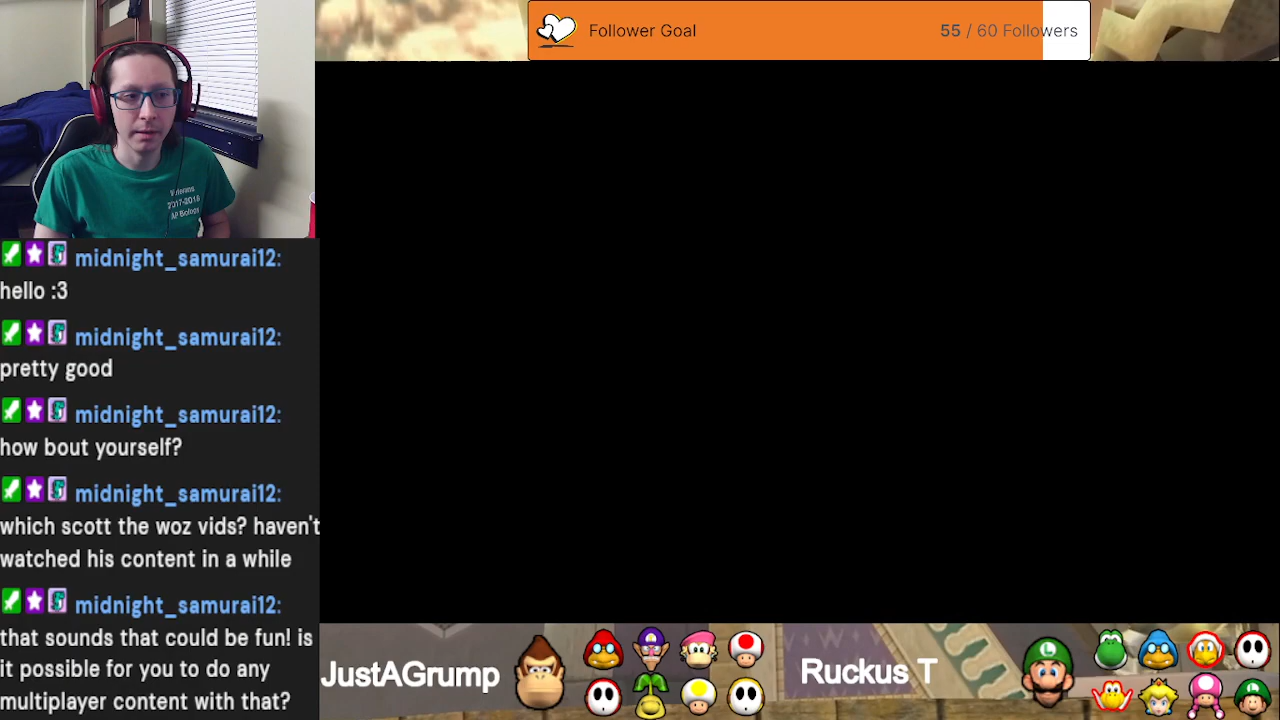 Follower Goal
55 / 60 Followers
2017-2018
midnight_samurai12:
hello :3
midnight_samurai12:
pretty good
midnight_samurai12:
how bout yourself?
midnight_samurai12:
which scott the woz vids? haven't
watched his content in a while
midnight_samurai12:
that sounds that could be fun! is
it possible for you to do any
multiplayer content with that?
JustAGrump
Ruckus T